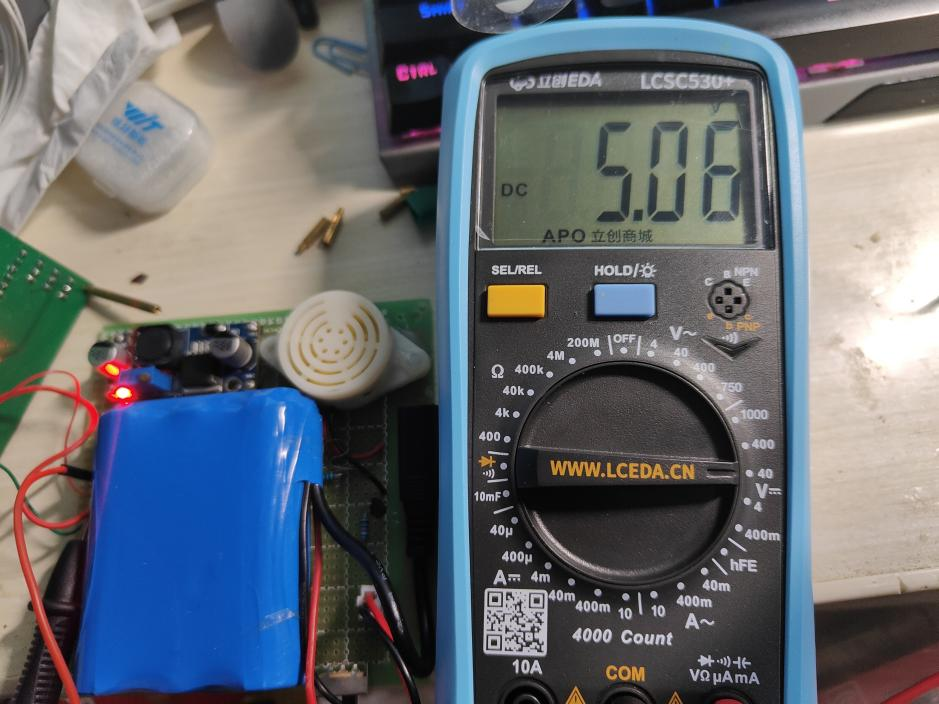 CTRL
立创EDA
LCSC530+
V
5.06
DC
APO 立创商城
SEL/REL
HOLD/
C B NPN E
e b c PNP
OFF
V~
4
40
400
750
1000
400
40
V
4
400m
hFE
40m
400m
A~
10
10
400m
40m
4m
A
400µ
40µ
10mF
400
4k
40k
400k
Ω
4M
200M
WWW.LCEDA.CN
4000 Count
10A
COM
VΩµAmA